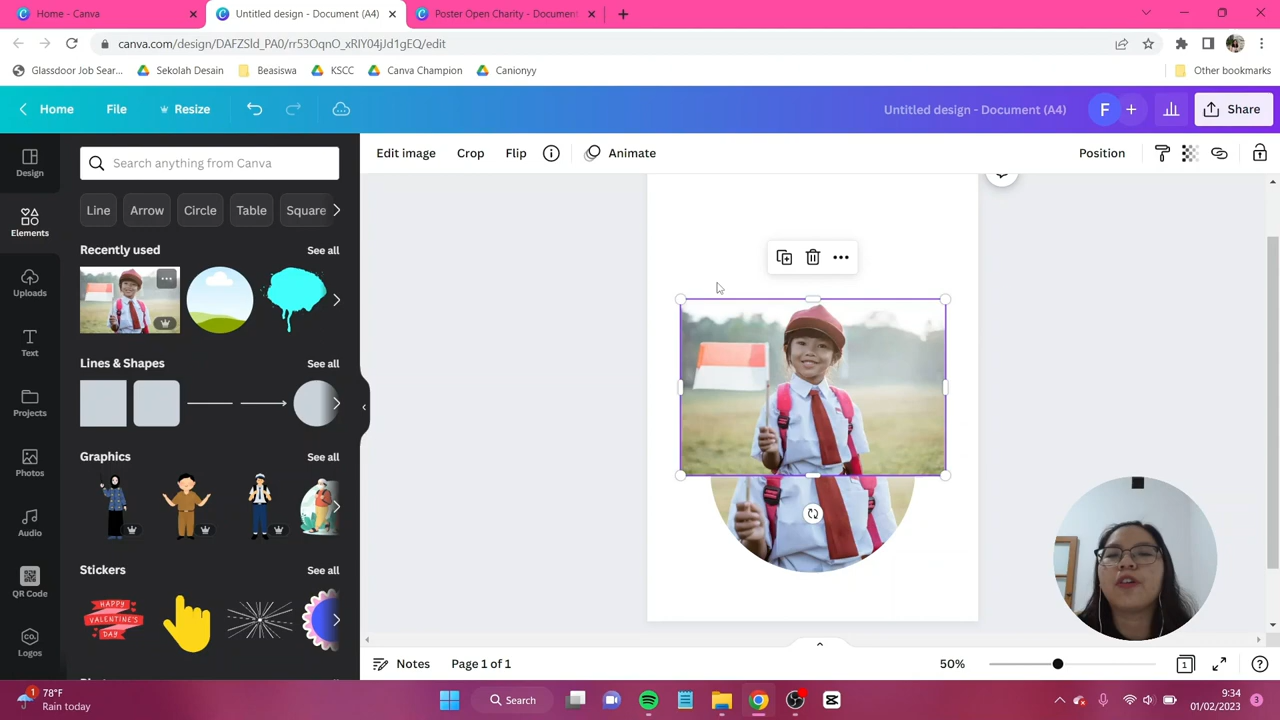 Home - Canva
Untitled design - Document (A4)
Poster Open Charity - Document
canva.com/design/DAFZSld_PA0/rr53OqnO_xRIY04jJd1gEQ/edit
Glassdoor Job Sear...
Sekolah Desain
Beasiswa
KSCC
Canva Champion
Canionyy
Other bookmarks
Home
File
Resize
Untitled design - Document (A4)
F
Share
Design
Elements
Uploads
Text
Projects
Photos
Audio
QR Code
Logos
Search anything from Canva
Line
Arrow
Circle
Table
Square
Recently used
See all
Lines & Shapes
See all
Graphics
See all
Stickers
See all
HAPPY
VALENTINE'S
DAY
Edit image
Crop
Flip
Animate
Position
Notes
Page 1 of 1
50%
1
78°F
Rain today
Search
9:34
01/02/2023
3